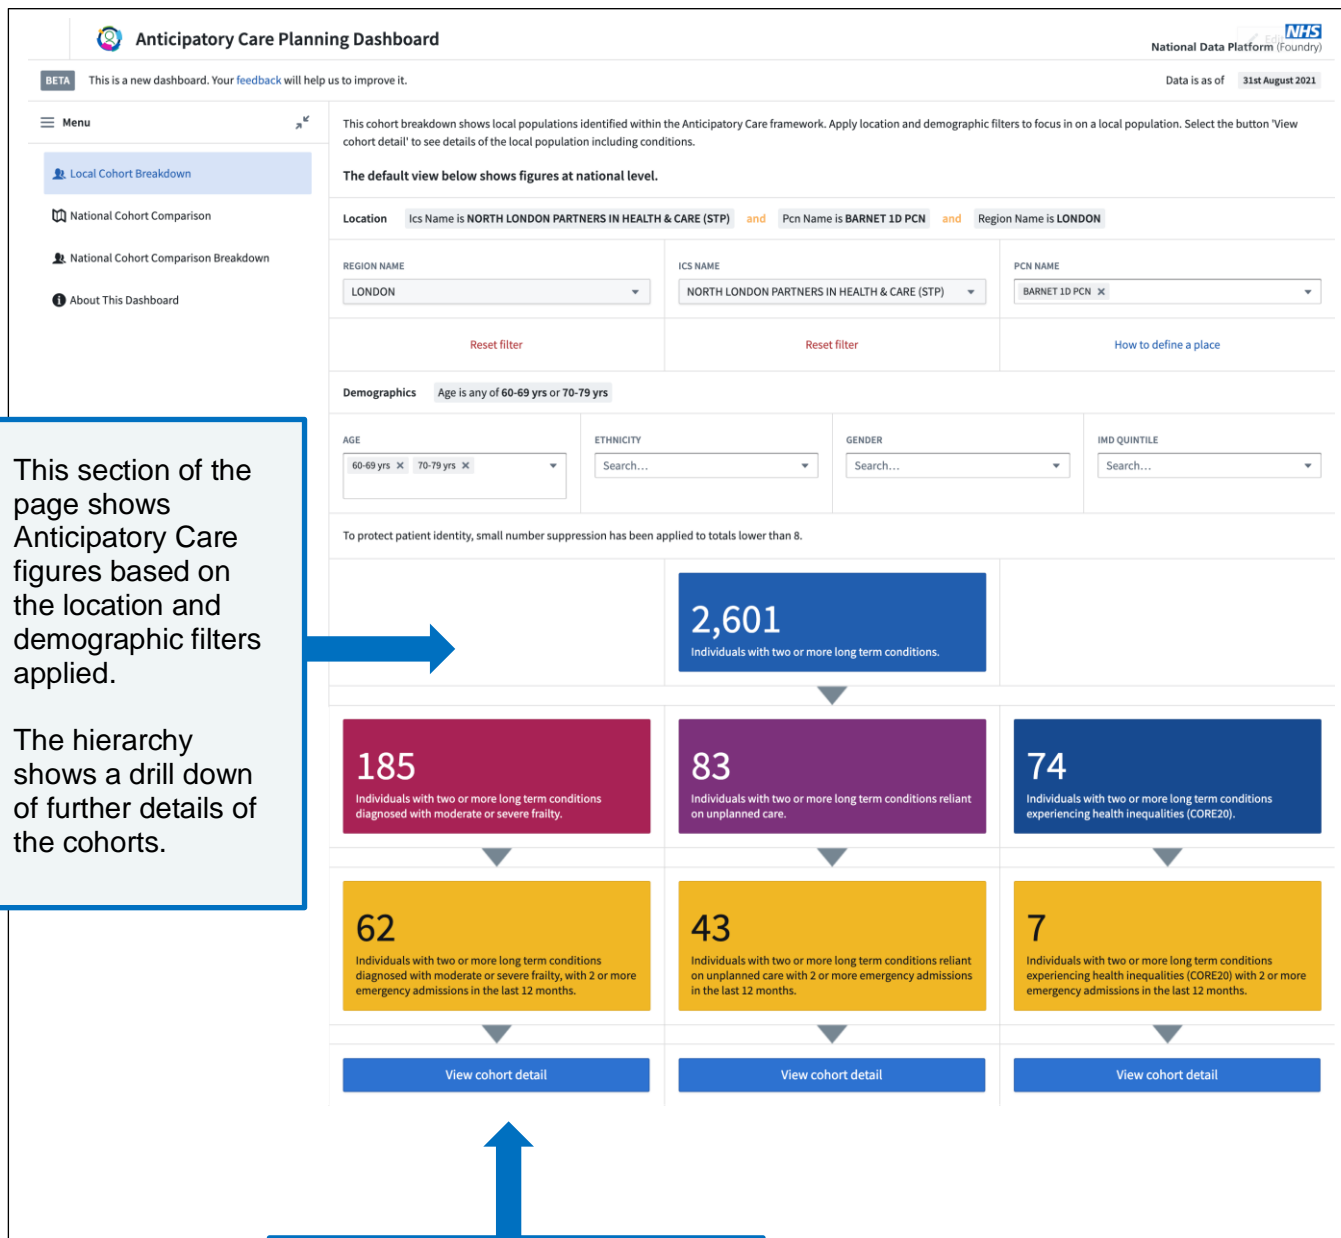 Anticipatory Care Planning Dashboard
Edit
NHS
National Data Platform (Foundry)
BETA This is a new dashboard. Your feedback will help us to improve it.
Data is as of 31st August 2021
Menu
Local Cohort Breakdown
National Cohort Comparison
National Cohort Comparison Breakdown
About This Dashboard
This cohort breakdown shows local populations identified within the Anticipatory Care framework. Apply location and demographic filters to focus in on a local population. Select the button 'View
cohort detail' to see details of the local population including conditions.
The default view below shows figures at national level.
Location Ics Name is NORTH LONDON PARTNERS IN HEALTH & CARE (STP) and Pcn Name is BARNET 1D PCN and Region Name is LONDON
REGION NAME
LONDON
ICS NAME
NORTH LONDON PARTNERS IN HEALTH & CARE (STP)
PCN NAME
BARNET 1D PCN
Reset filter
Reset filter
How to define a place
Demographics Age is any of 60-69 yrs or 70-79 yrs
AGE
60-69 yrs 70-79 yrs
ETHNICITY
Search...
GENDER
Search...
IMD QUINTILE
Search...
To protect patient identity, small number suppression has been applied to totals lower than 8.
This section of the
page shows
Anticipatory Care
figures based on
the location and
demographic filters
applied.
The hierarchy
shows a drill down
of further details of
the cohorts.
2,601
Individuals with two or more long term conditions.
185
Individuals with two or more long term conditions
diagnosed with moderate or severe frailty.
83
Individuals with two or more long term conditions reliant
on unplanned care.
74
Individuals with two or more long term conditions
experiencing health inequalities (CORE20).
62
Individuals with two or more long term conditions
diagnosed with moderate or severe frailty, with 2 or more
emergency admissions in the last 12 months.
43
Individuals with two or more long term conditions reliant
on unplanned care with 2 or more emergency admissions
in the last 12 months.
7
Individuals with two or more long term conditions
experiencing health inequalities (CORE20) with 2 or more
emergency admissions in the last 12 months.
View cohort detail
View cohort detail
View cohort detail